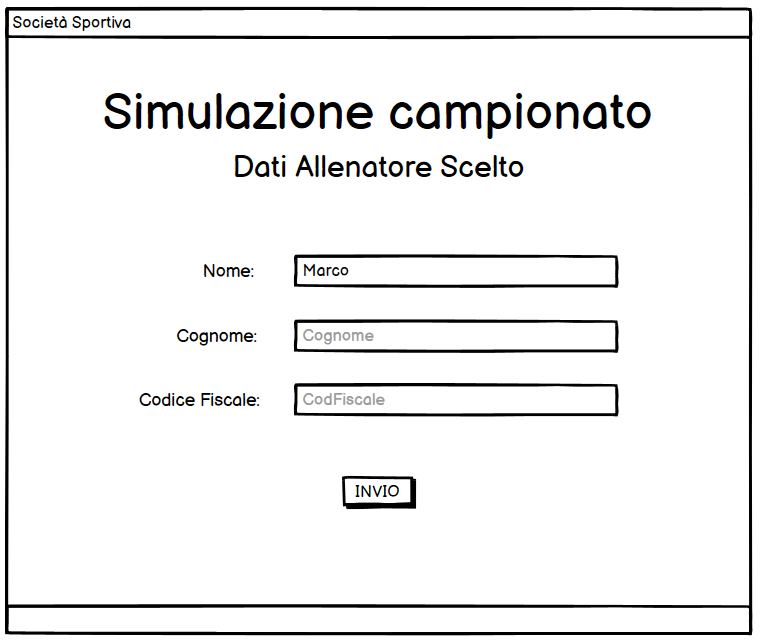 Società Sportiva
Simulazione campionato
Dati Allenatore Scelto
Nome: Marco
Cognome: Cognome
Codice Fiscale: CodFiscale
INVIO